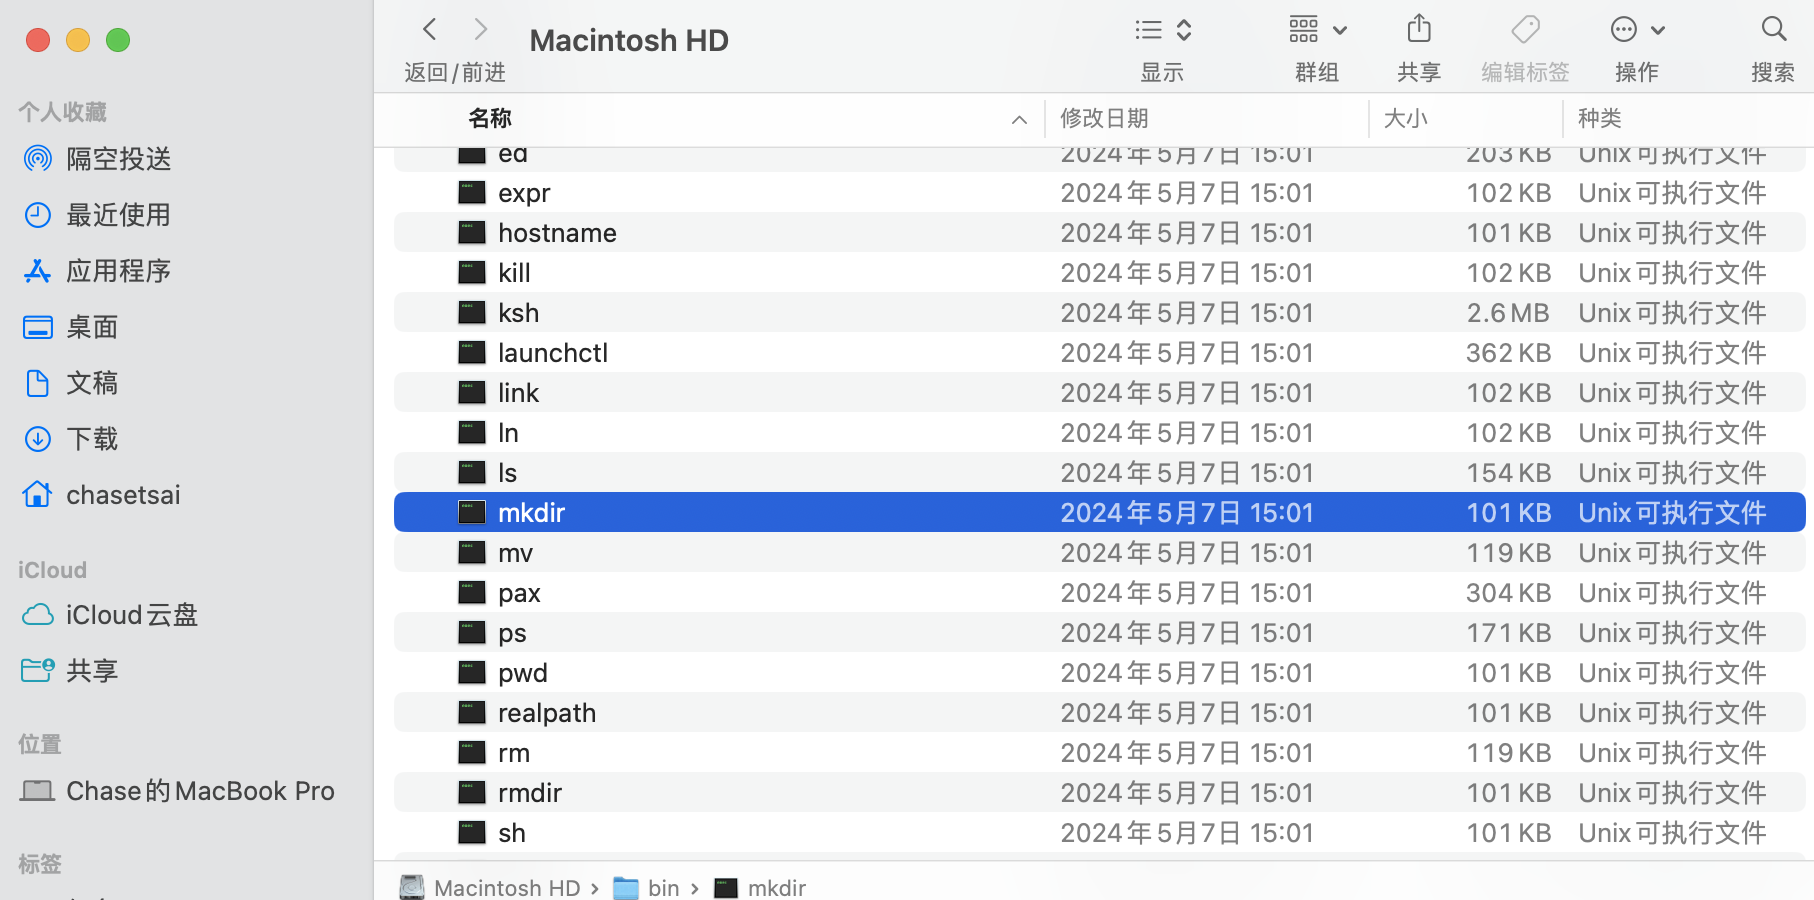 Macintosh HD
返回/前进
显示
群组
共享
编辑标签
操作
搜索
个人收藏
隔空投送
最近使用
应用程序
桌面
文稿
下载
chasetsai
iCloud
iCloud云盘
共享
位置
Chase的MacBook Pro
标签
名称 修改日期 大小 种类
ed 2024年5月7日 15:01 203 KB Unix可执行文件
expr 2024年5月7日 15:01 102 KB Unix可执行文件
hostname 2024年5月7日 15:01 101 KB Unix可执行文件
kill 2024年5月7日 15:01 102 KB Unix可执行文件
ksh 2024年5月7日 15:01 2.6 MB Unix可执行文件
launchctl 2024年5月7日 15:01 362 KB Unix可执行文件
link 2024年5月7日 15:01 102 KB Unix可执行文件
ln 2024年5月7日 15:01 102 KB Unix可执行文件
ls 2024年5月7日 15:01 154 KB Unix可执行文件
mkdir 2024年5月7日 15:01 101 KB Unix可执行文件
mv 2024年5月7日 15:01 119 KB Unix可执行文件
pax 2024年5月7日 15:01 304 KB Unix可执行文件
ps 2024年5月7日 15:01 171 KB Unix可执行文件
pwd 2024年5月7日 15:01 101 KB Unix可执行文件
realpath 2024年5月7日 15:01 101 KB Unix可执行文件
rm 2024年5月7日 15:01 119 KB Unix可执行文件
rmdir 2024年5月7日 15:01 101 KB Unix可执行文件
sh 2024年5月7日 15:01 101 KB Unix可执行文件
Macintosh HD › bin › mkdir